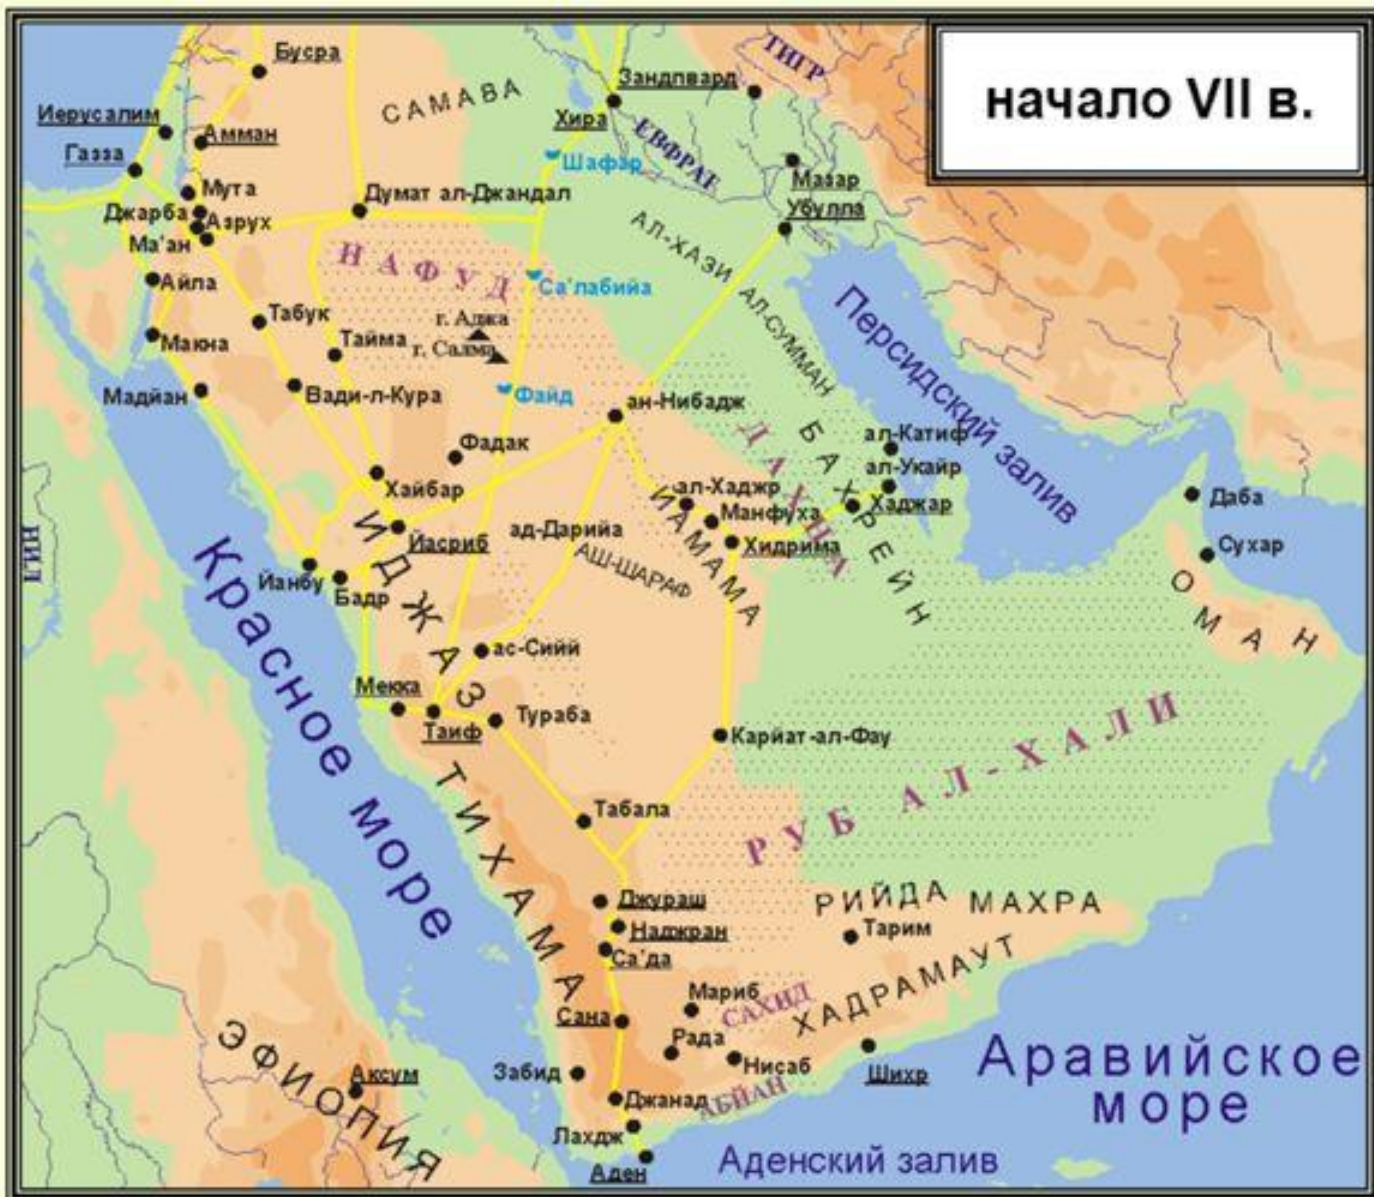 начало VII в.
Бусра
САМАВА
Зандпвард
ТИГР
Иерусалим
Амман
Хира
ЕВФРАТ
Газза
Шафар
Мазар
Мута
Думат ал-Джандал
Убулла
Джарба
Азрух
Ма'ан
АЛ-ХАЗИ
НАФУД
Айла
Са'лабийа
АЛ-СУММАН
Персидский залив
Табук
г. Аджа
Макна
Тайма
г. Салма
Мадйан
Вади-л-Кура
Файд
ан-Нибадж
ДАХНА
БАХРЕЙН
ал-Катиф
Фадак
ал-Укайр
Хайбар
ЙАМАМА
ал-Хаджр
Хаджар
Даба
Манфуха
НИЛ
ХИДЖАЗ
Йасриб
ад-Дарийа
Хидрима
Сухар
АШ-ШАРАФ
Йанбу
Бадр
ОМАН
Красное море
ас-Сийй
Мекка
Таиф
Тураба
Карйат-ал-Фау
РУБ АЛ-ХАЛИ
ТИХАМА
Табала
Джураш
РИЙДА
МАХРА
Наджран
Тарим
Са'да
Мариб
САХИД
ХАДРАМАУТ
Сана
Рада
Нисаб
Шихр
Аравийское
море
ЭФИОПИЯ
Аксум
Забид
Джанад
АБЙАН
Лахдж
Аден
Аденский залив